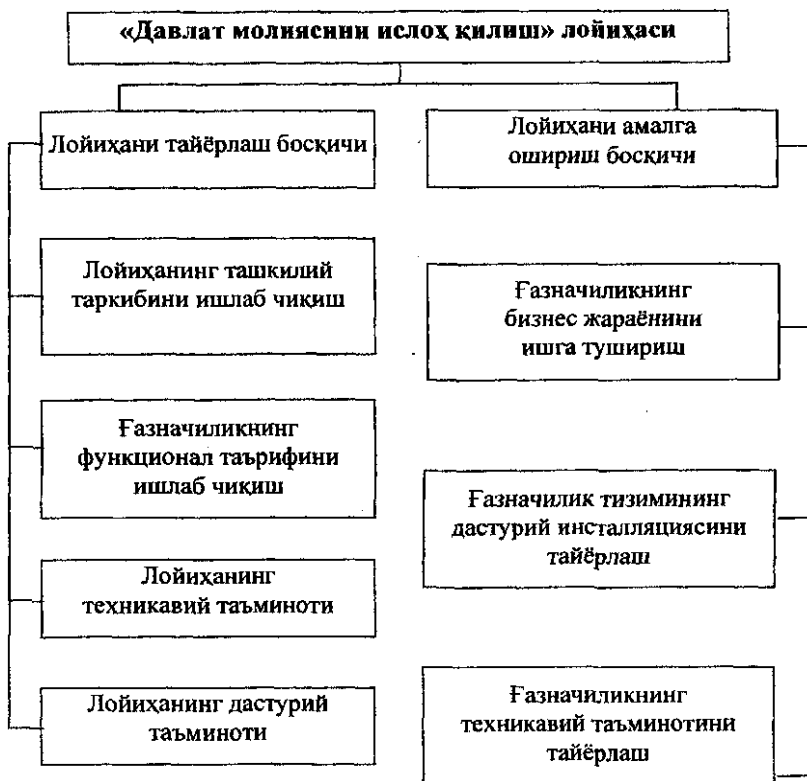 «Давлат молиясини ислоҳ қилиш» лойиҳаси
Лойиҳани тайёрлаш босқичи
Лойиҳанинг ташкилий
таркибини ишлаб чиқиш
Ғазначиликнинг
функционал таърифини
ишлаб чиқиш
Лойиҳанинг
техникавий таъминоти
Лойиҳанинг дастурий
таъминоти
Лойиҳани амалга
ошириш босқичи
Ғазначиликнинг
бизнес жараёнини
ишга тушириш
Ғазначилик тизимининг
дастурий инсталляциясини
тайёрлаш
Ғазначиликнинг
техникавий таъминотини
тайёрлаш